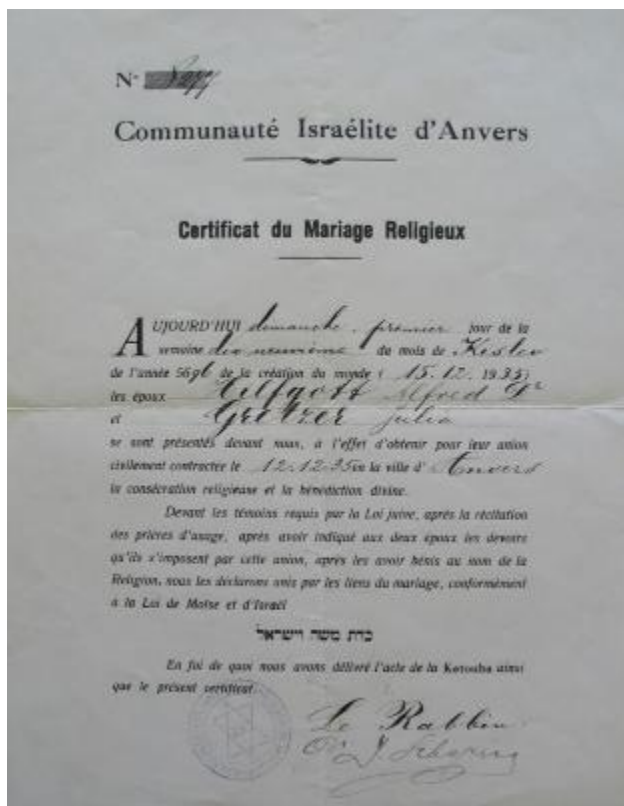 No
Communauté Israélite d'Anvers
Certificat du Mariage Religieux
AUJOURD'HUI dimanche, premier jour de la
semaine du mois de Kislev
de l'année 5696 de la création du monde ( 15.12. 1935)
les époux Helfgott Alfred Dr
et Gretzer Julia
se sont présentés devant nous, à l'effet d'obtenir pour leur union
civilement contractée le 12.12.35 en la ville d'Anvers
la consécration religieuse et la bénédiction divine.
Devant les témoins requis par la Loi juive, après la récitation
des prières d'usage, après avoir indiqué aux deux époux les devoirs
qu'ils s'imposent par cette union, après les avoir bénis au nom de la
Religion, nous les déclarons unis par les liens du mariage, conformément
à la Loi de Moïse et d'Israël
כדת משה וישראל
En foi de quoi nous avons délivré l'acte de la Ketouba ainsi
que le présent certificat.
Le Rabbin
Dr J.